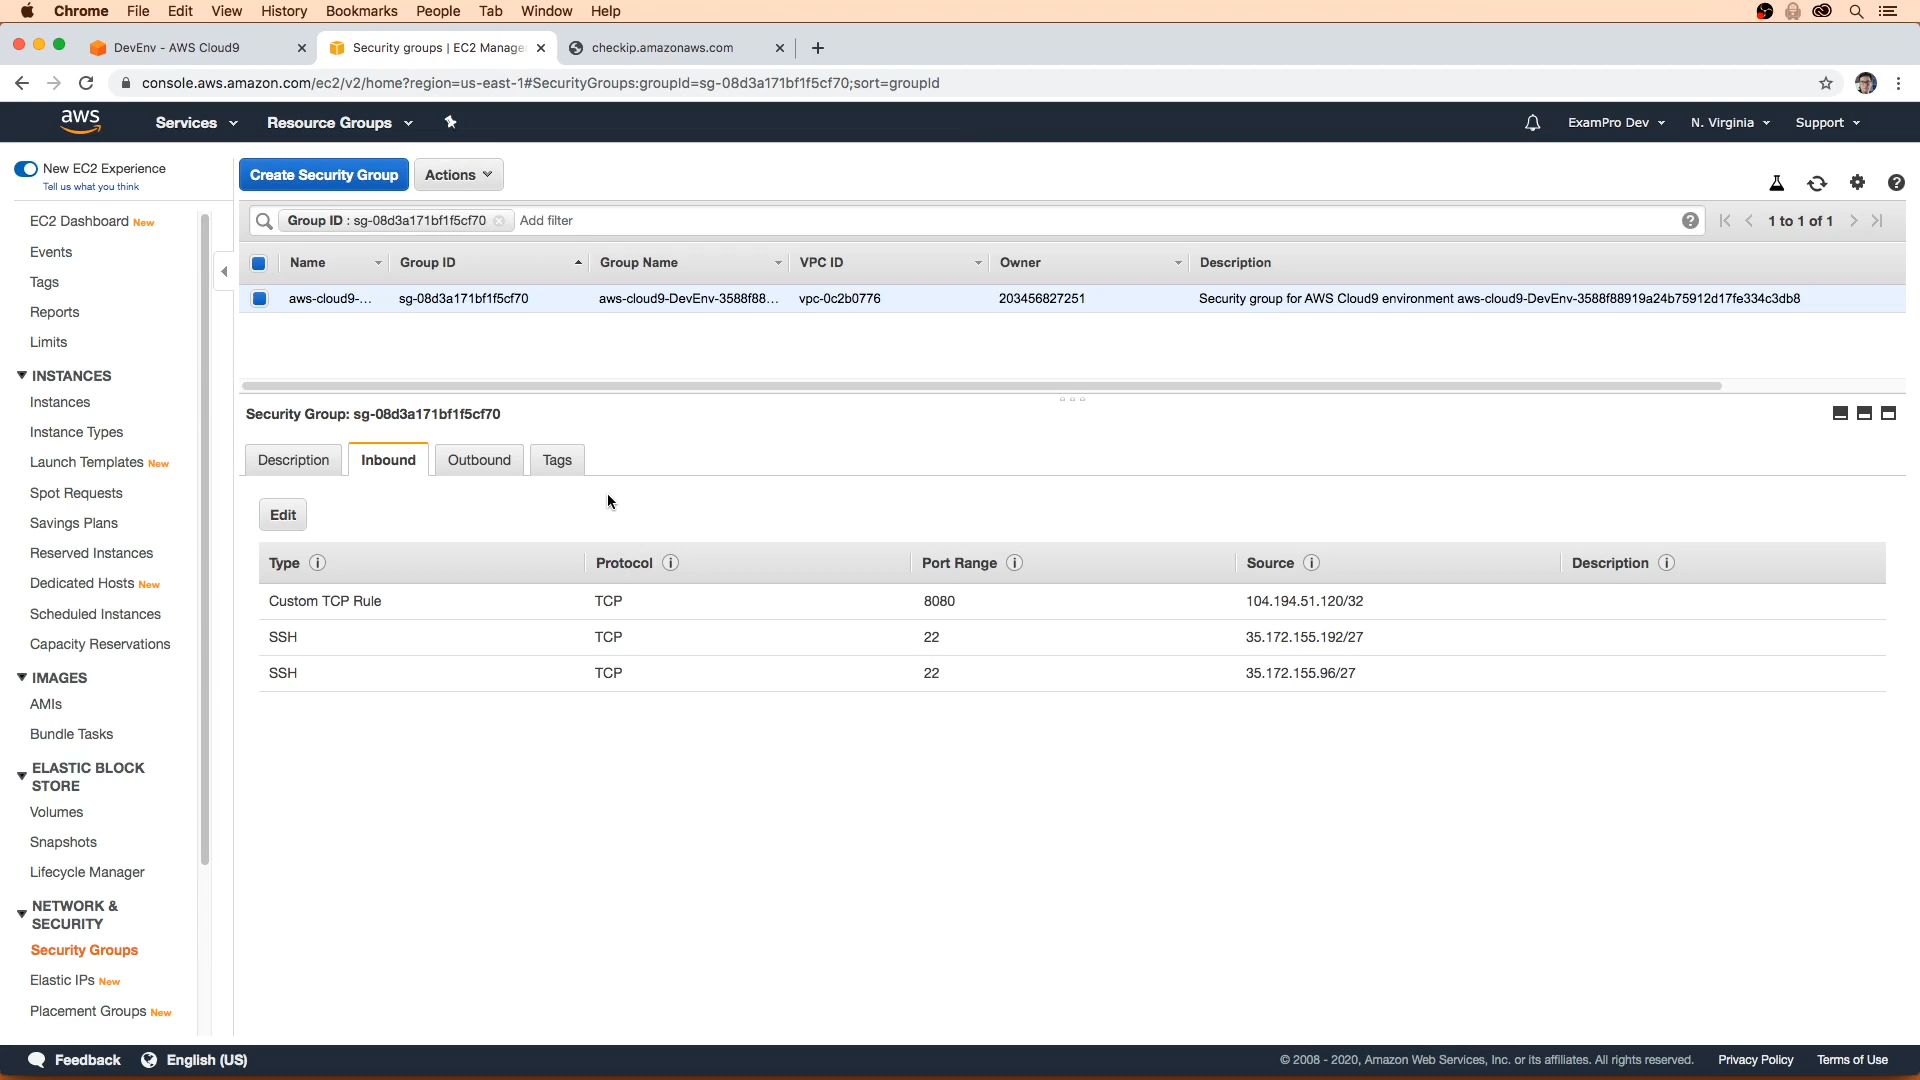 Chrome File Edit View History Bookmarks People Tab Window Help
DevEnv - AWS Cloud9
Security groups | EC2 Manage
checkip.amazonaws.com
console.aws.amazon.com/ec2/v2/home?region=us-east-1#SecurityGroups:groupId=sg-08d3a171bf1f5cf70;sort=groupId
aws Services Resource Groups ExamPro Dev N. Virginia Support
New EC2 Experience
Tell us what you think
EC2 Dashboard New
Events
Tags
Reports
Limits
INSTANCES
Instances
Instance Types
Launch Templates New
Spot Requests
Savings Plans
Reserved Instances
Dedicated Hosts New
Scheduled Instances
Capacity Reservations
IMAGES
AMIs
Bundle Tasks
ELASTIC BLOCK
STORE
Volumes
Snapshots
Lifecycle Manager
NETWORK &
SECURITY
Security Groups
Elastic IPs New
Placement Groups New
Create Security Group Actions
Group ID : sg-08d3a171bf1f5cf70 Add filter 1 to 1 of 1
Name Group ID Group Name VPC ID Owner Description
aws-cloud9-... sg-08d3a171bf1f5cf70 aws-cloud9-DevEnv-3588f88... vpc-0c2b0776 203456827251 Security group for AWS Cloud9 environment aws-cloud9-DevEnv-3588f88919a24b75912d17fe334c3db8
Security Group: sg-08d3a171bf1f5cf70
Description Inbound Outbound Tags
Edit
Type Protocol Port Range Source Description
Custom TCP Rule TCP 8080 104.194.51.120/32
SSH TCP 22 35.172.155.192/27
SSH TCP 22 35.172.155.96/27
Feedback English (US) © 2008 - 2020, Amazon Web Services, Inc. or its affiliates. All rights reserved. Privacy Policy Terms of Use